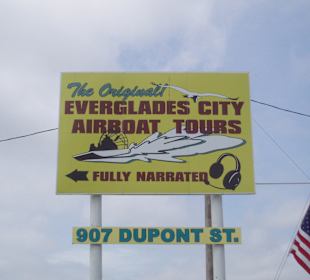 The Original!
EVERGLADES CITY
AIRBOAT TOURS
FULLY NARRATED
907 DUPONT ST.